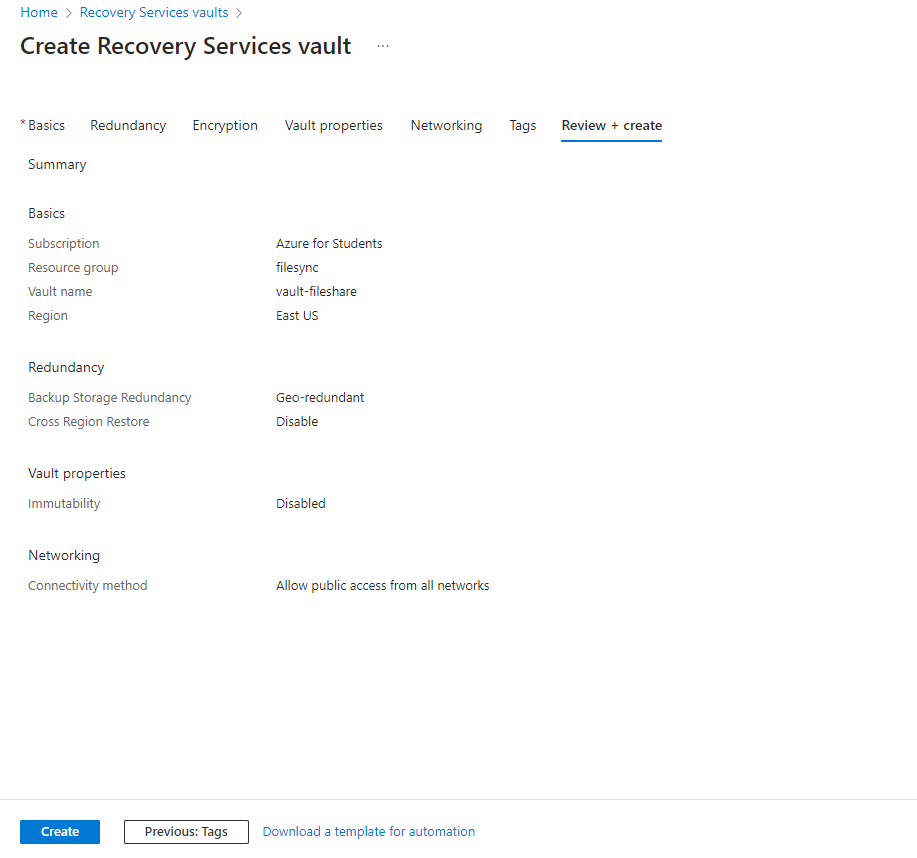 Home > Recovery Services vaults >
Create Recovery Services vault ...
* Basics Redundancy Encryption Vault properties Networking Tags Review + create
Summary
Basics
Subscription Azure for Students
Resource group filesync
Vault name vault-fileshare
Region East US
Redundancy
Backup Storage Redundancy Geo-redundant
Cross Region Restore Disable
Vault properties
Immutability Disabled
Networking
Connectivity method Allow public access from all networks
Create Previous: Tags Download a template for automation